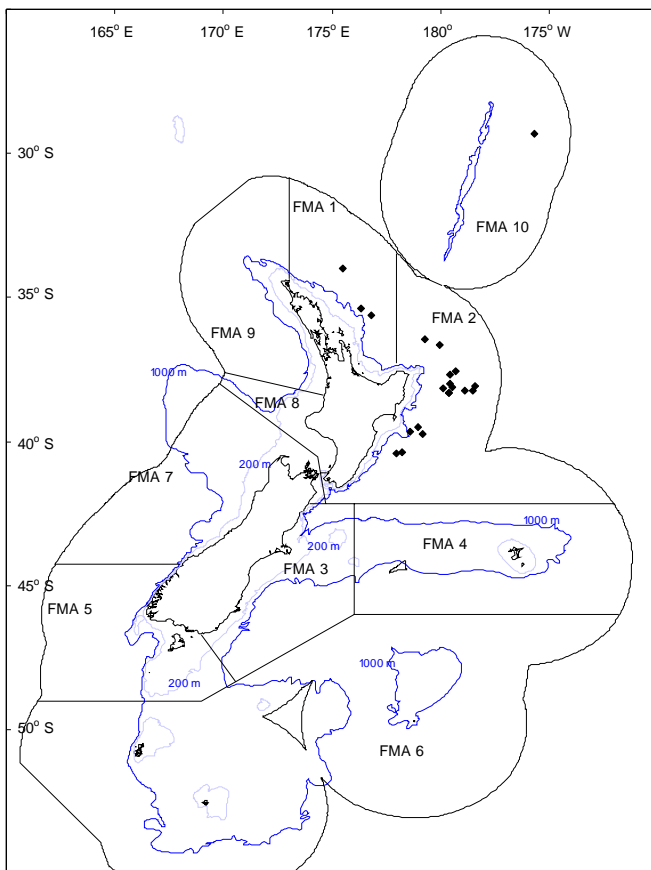 165° E 170° E 175° E 180° E 175° W
30° S
FMA 1
FMA 10
35° S
FMA 2
FMA 9
1000 m
FMA 8
40° S
200 m
FMA 7
1000 m
200 m
FMA 4
FMA 3
45° S
FMA 5
1000 m
200 m
50° S
FMA 6